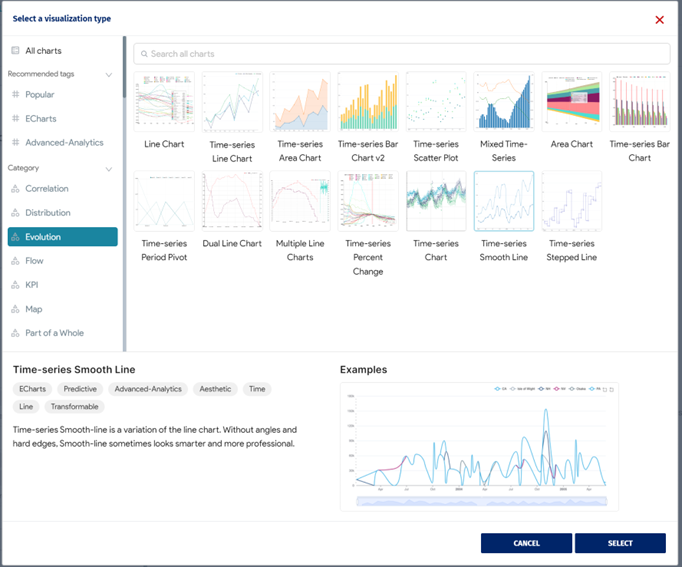 Select a visualization type
All charts
Search all charts
Recommended tags
Popular
ECharts
Advanced-Analytics
Category
Correlation
Distribution
Evolution
Flow
KPI
Map
Part of a Whole
Line Chart
Time-series
Line Chart
Time-series
Area Chart
Time-series Bar
Chart v2
Time-series
Scatter Plot
Mixed Time-
Series
Area Chart
Time-series Bar
Chart
Time-series
Period Pivot
Dual Line Chart
Multiple Line
Charts
Time-series
Percent
Change
Time-series
Chart
Time-series
Smooth Line
Time-series
Stepped Line
Time-series Smooth Line
ECharts Predictive Advanced-Analytics Aesthetic Time
Line Transformable
Time-series Smooth-line is a variation of the line chart. Without angles and
hard edges, Smooth-line sometimes looks smarter and more professional.
Examples
CANCEL SELECT